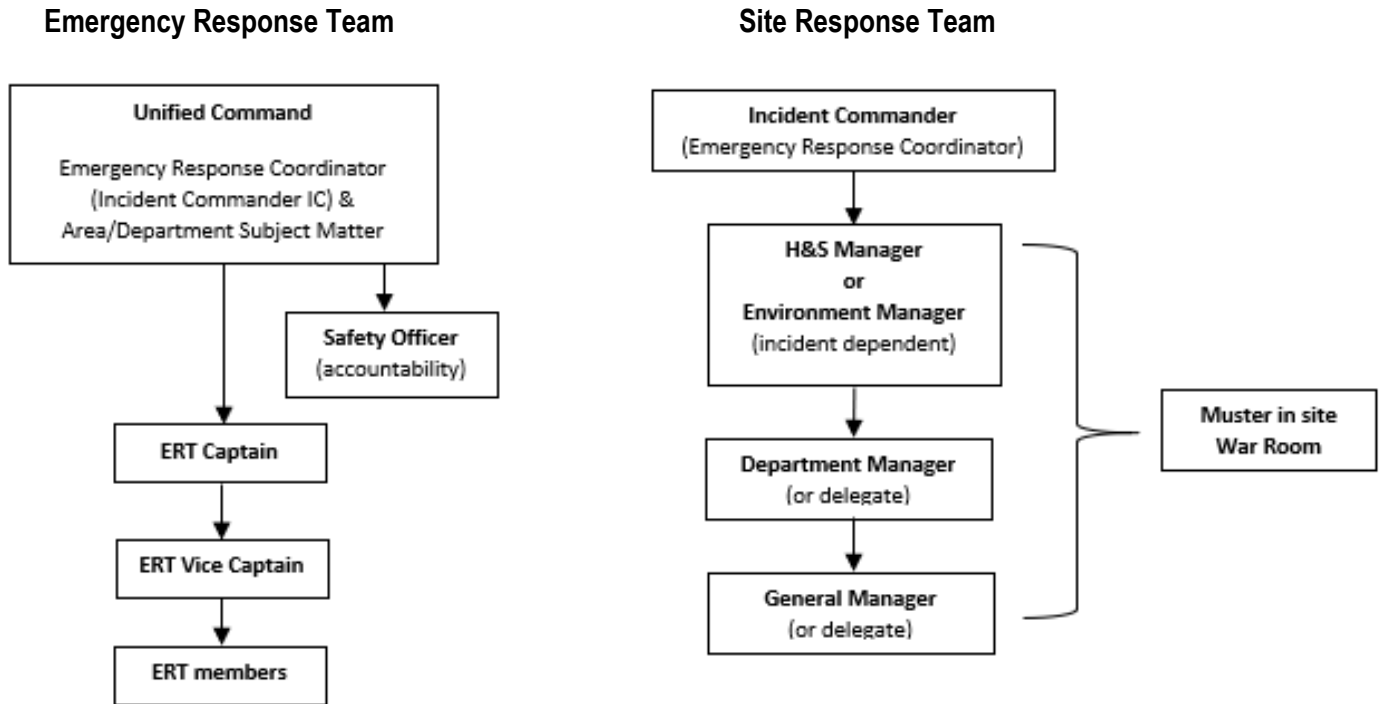 Emergency Response Team
Unified Command
Emergency Response Coordinator
(Incident Commander IC) &
Area/Department Subject Matter
Safety Officer
(accountability)
ERT Captain
ERT Vice Captain
ERT members
Site Response Team
Incident Commander
(Emergency Response Coordinator)
H&S Manager
or
Environment Manager
(incident dependent)
Department Manager
(or delegate)
General Manager
(or delegate)
Muster in site
War Room